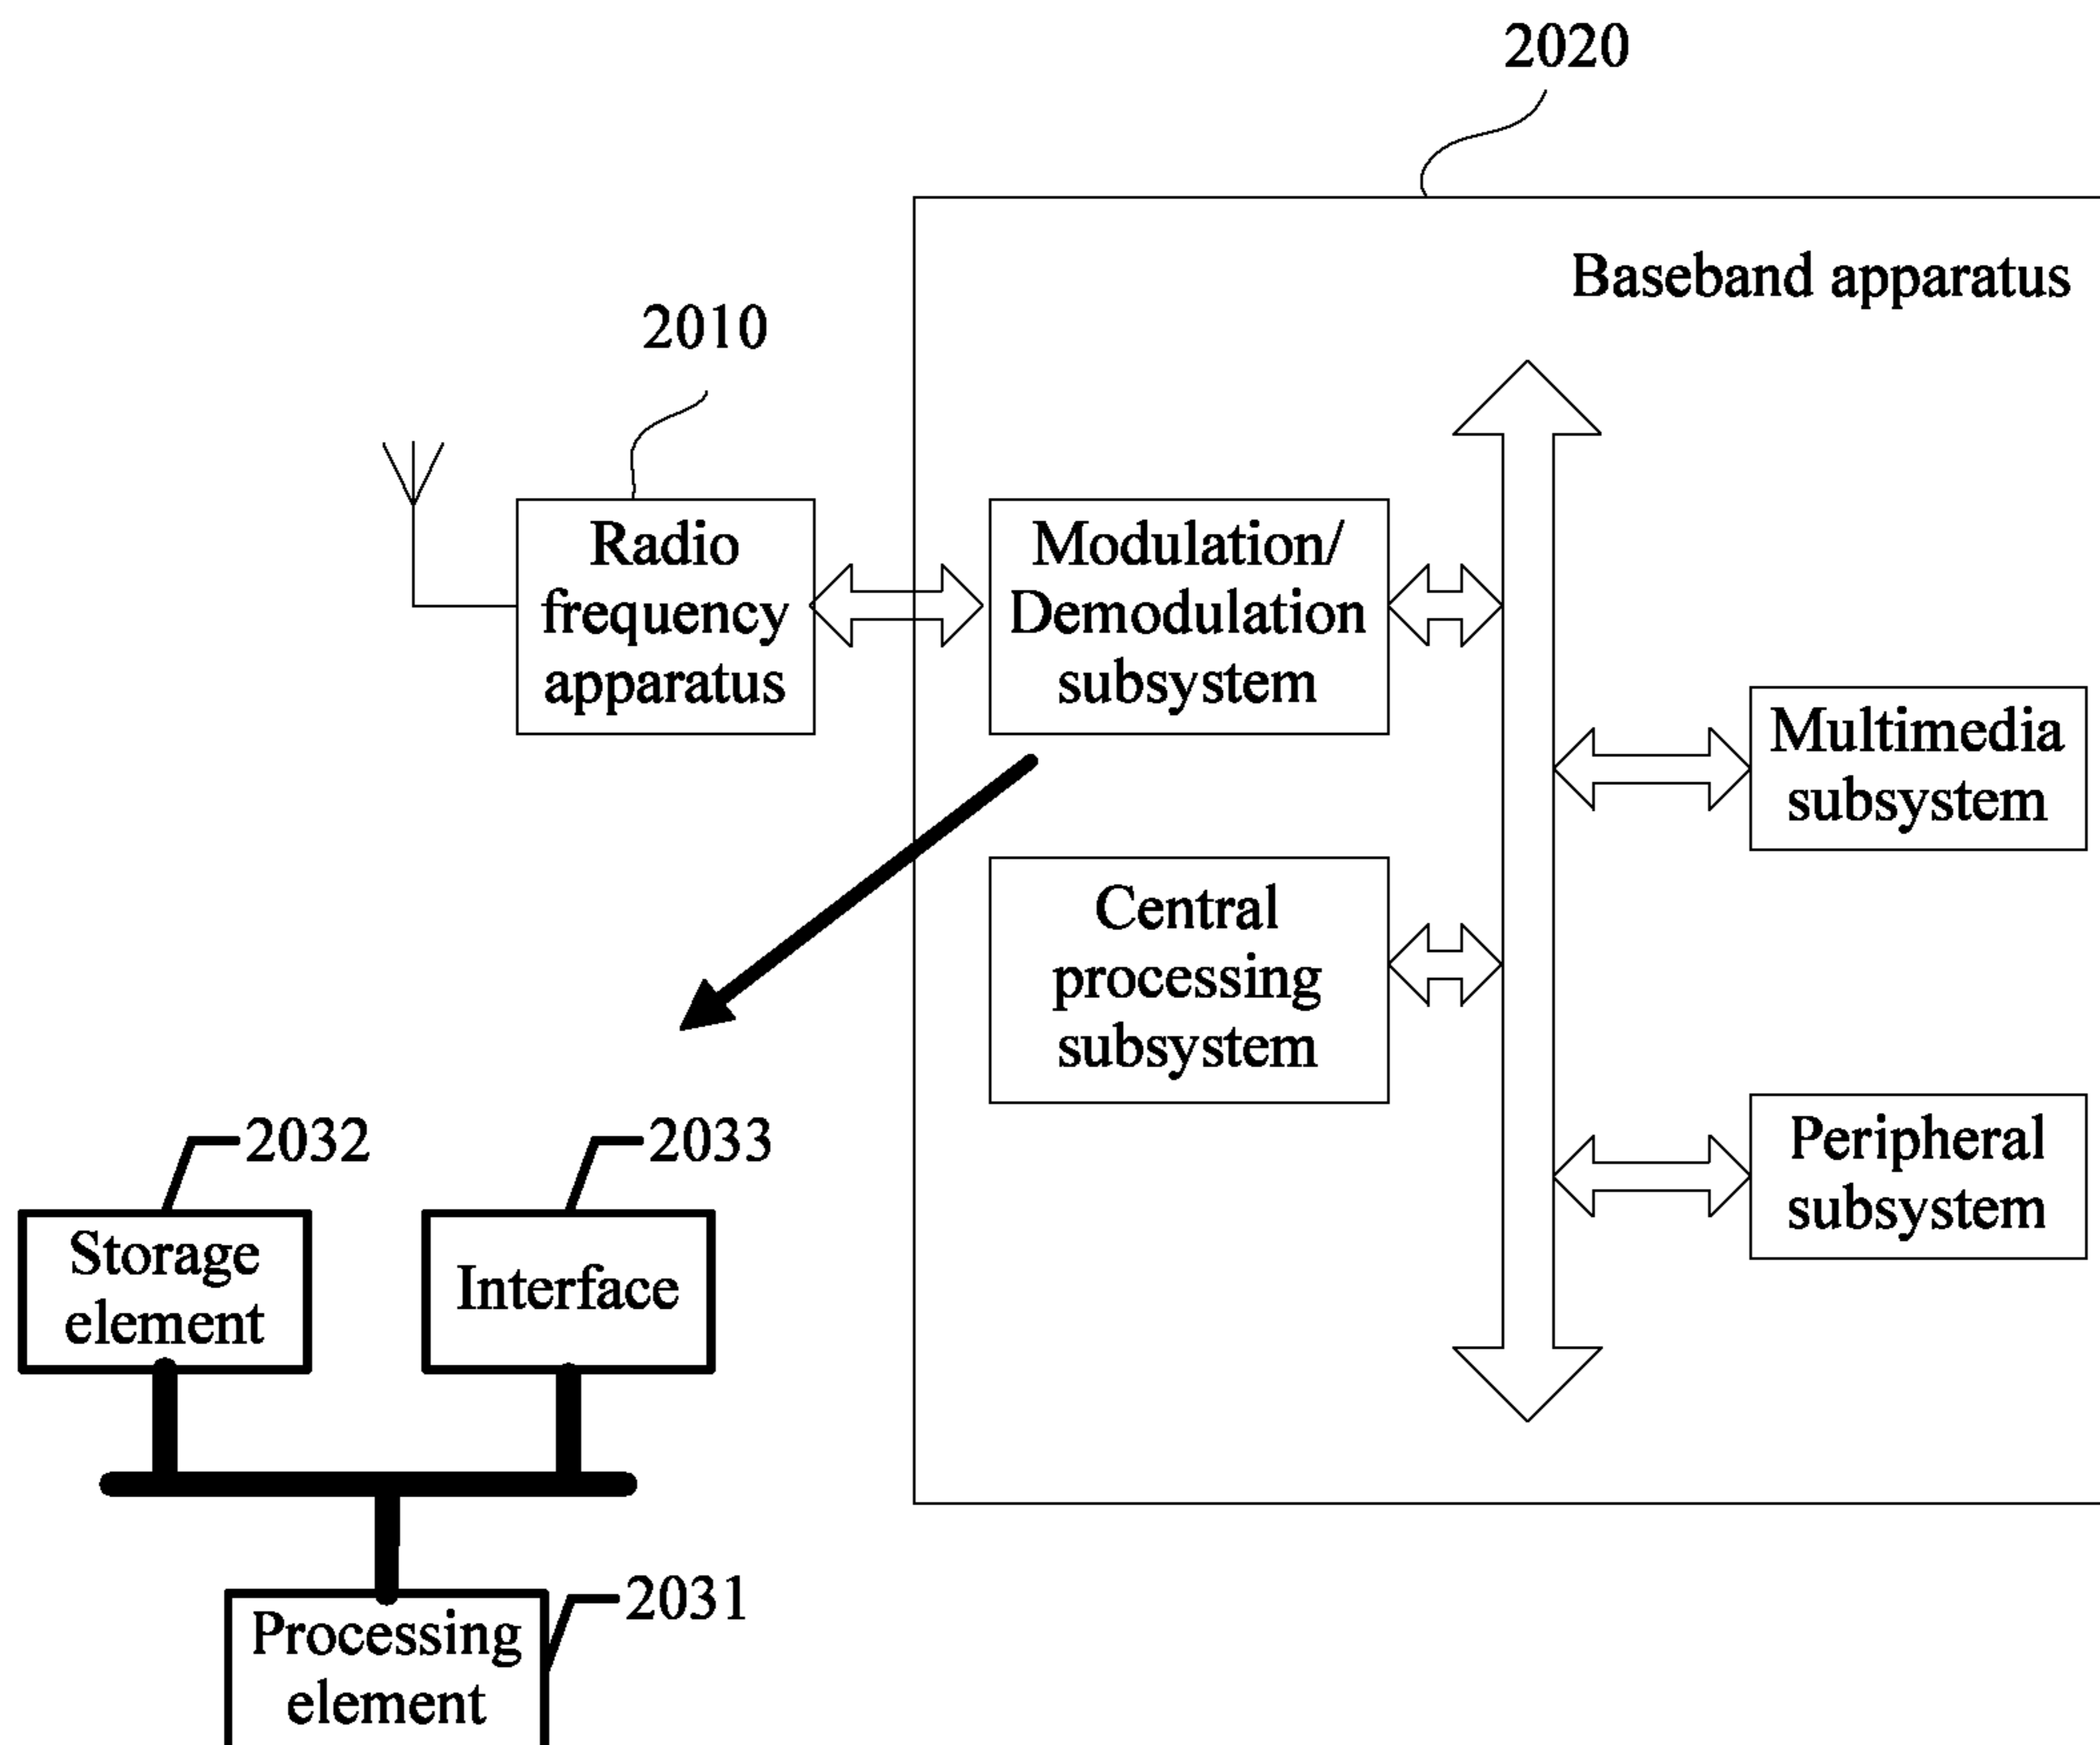 2020
Baseband apparatus
2010
Radio
frequency
apparatus
Modulation/
Demodulation
subsystem
Multimedia
subsystem
Central
processing
subsystem
Peripheral
subsystem
2032
2033
Storage
element
Interface
2031
Processing
element